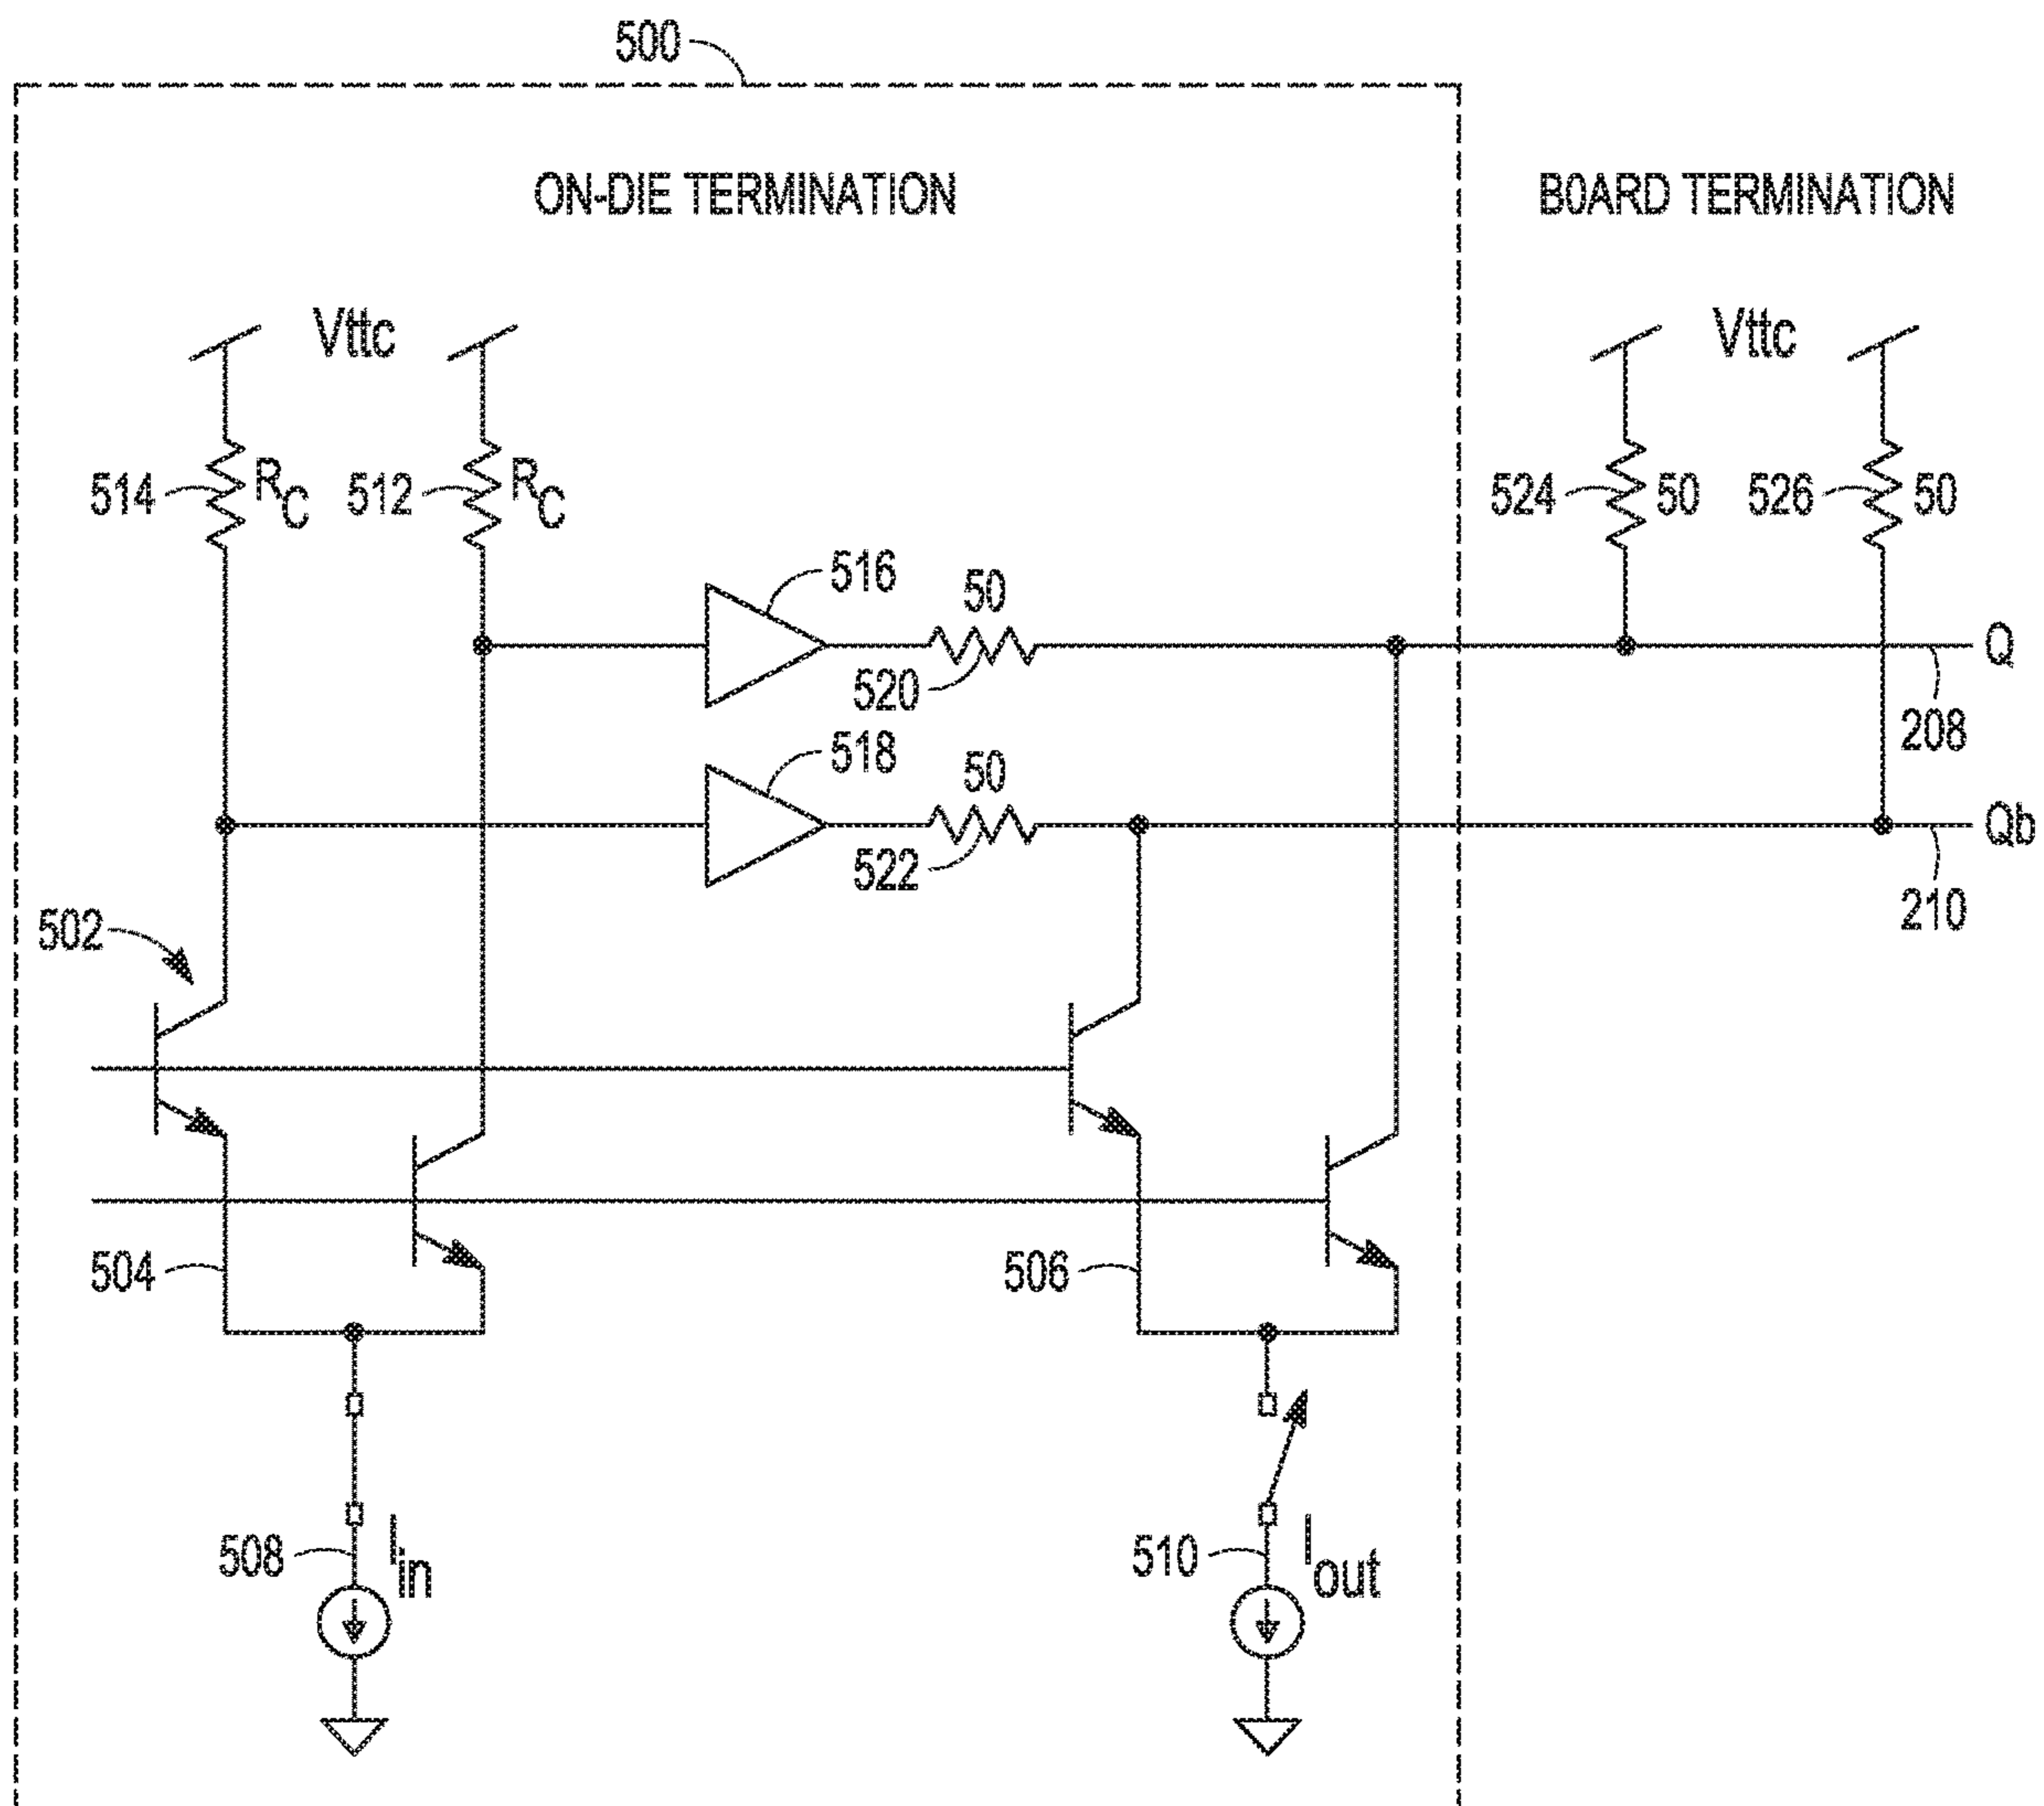 500
ON-DIE TERMINATION
B0ARD TERMINATION
Vttc
Vttc
514
RC
512
RC
524
50
526
50
516
50
520
Q
208
518
50
522
Qb
210
502
504
506
508
Iin
510
Iout